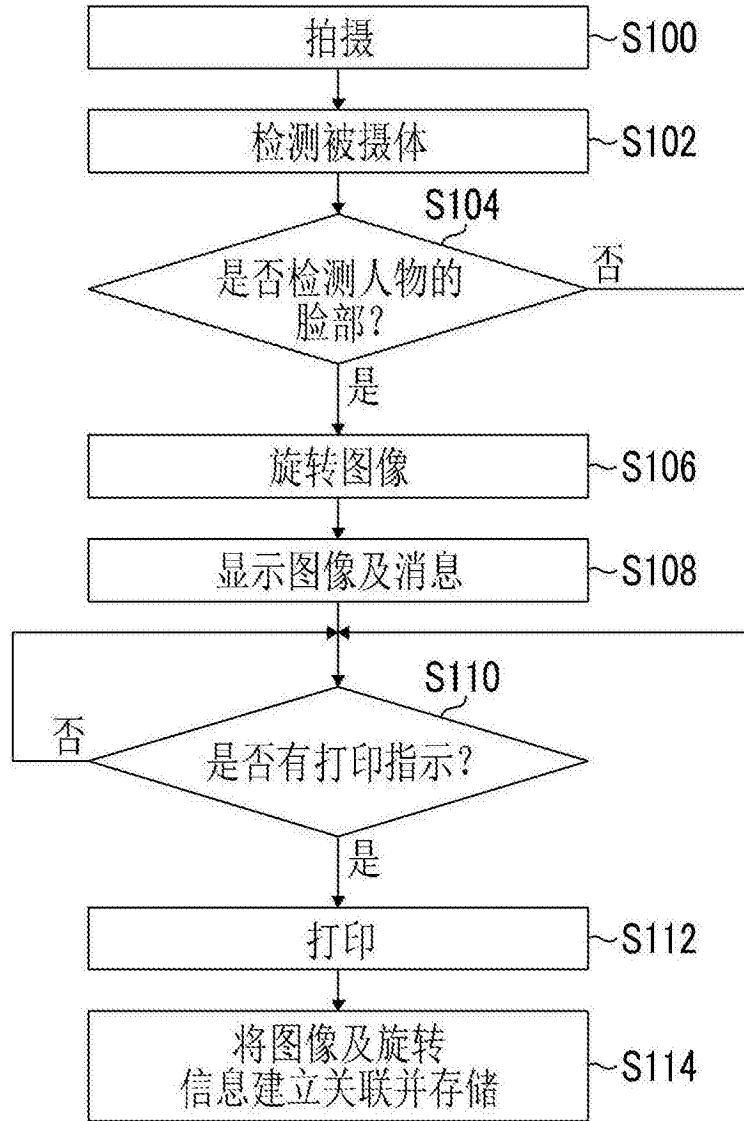 拍摄
S100
检测被摄体
S102
S104
是否检测人物的
脸部?
否
是
旋转图像
S106
显示图像及消息
S108
S110
否
是否有打印指示?
是
打印
S112
将图像及旋转
信息建立关联并存储
S114